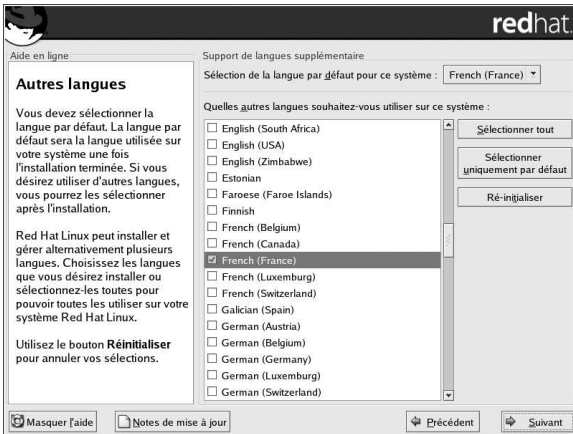 redhat.
Aide en ligne
Autres langues
Vous devez sélectionner la
langue par défaut. La langue par
défaut sera la langue utilisée sur
votre système une fois
l'installation terminée. Si vous
désirez utiliser d'autres langues,
vous pourrez les sélectionner
après l'installation.
Red Hat Linux peut installer et
gérer alternativement plusieurs
langues. Choisissez les langues
que vous désirez installer ou
sélectionnez-les toutes pour
pouvoir toutes les utiliser sur votre
système Red Hat Linux.
Utilisez le bouton Réinitialiser
pour annuler vos sélections.
Support de langues supplémentaire
Sélection de la langue par défaut pour ce système : French (France)
Quelles autres langues souhaitez-vous utiliser sur ce système :
English (South Africa)
English (USA)
English (Zimbabwe)
Estonian
Faroese (Faroe Islands)
Finnish
French (Belgium)
French (Canada)
French (France)
French (Luxemburg)
French (Switzerland)
Galician (Spain)
German (Austria)
German (Belgium)
German (Germany)
German (Luxemburg)
German (Switzerland)
Sélectionner tout
Sélectionner
uniquement par défaut
Ré-initialiser
Masquer l'aide
Notes de mise à jour
Précédent
Suivant